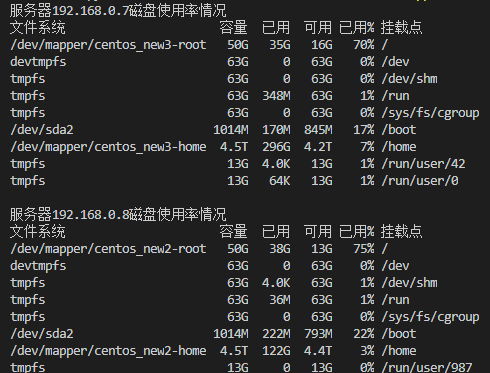 服务器192.168.0.7磁盘使用率情况
文件系统 容量 已用 可用 已用% 挂载点
/dev/mapper/centos_new3-root 50G 35G 16G 70% /
devtmpfs 63G 0 63G 0% /dev
tmpfs 63G 0 63G 0% /dev/shm
tmpfs 63G 348M 63G 1% /run
tmpfs 63G 0 63G 0% /sys/fs/cgroup
/dev/sda2 1014M 170M 845M 17% /boot
/dev/mapper/centos_new3-home 4.5T 296G 4.2T 7% /home
tmpfs 13G 4.0K 13G 1% /run/user/42
tmpfs 13G 64K 13G 1% /run/user/0
服务器192.168.0.8磁盘使用率情况
文件系统 容量 已用 可用 已用% 挂载点
/dev/mapper/centos_new2-root 50G 38G 13G 75% /
devtmpfs 63G 0 63G 0% /dev
tmpfs 63G 4.0K 63G 1% /dev/shm
tmpfs 63G 36M 63G 1% /run
tmpfs 63G 0 63G 0% /sys/fs/cgroup
/dev/sda2 1014M 222M 793M 22% /boot
/dev/mapper/centos_new2-home 4.5T 122G 4.4T 3% /home
tmpfs 13G 0 13G 0% /run/user/987